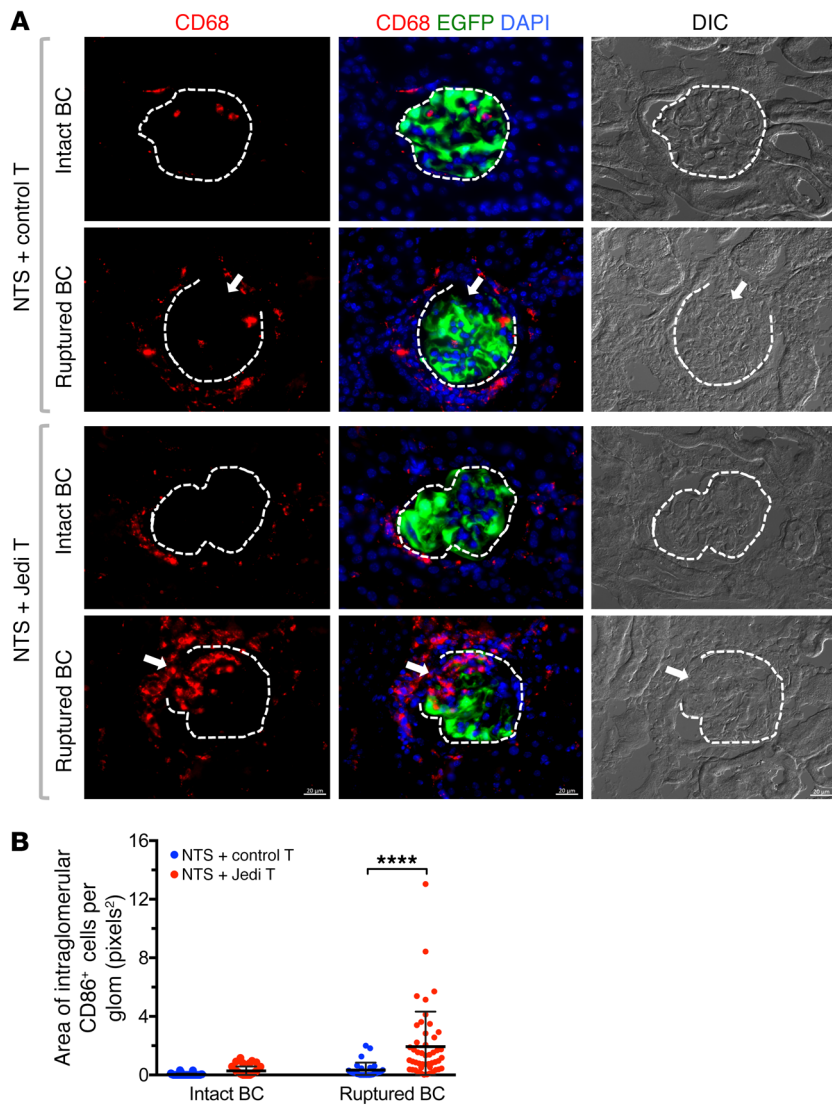 A
CD68
CD68 EGFP DAPI
DIC
NTS + control T
Intact BC
Ruptured BC
NTS + Jedi T
Intact BC
Ruptured BC
20 µm
20 µm
20 µm
B
Area of intraglomerular
CD86⁺ cells per
glom (pixels²)
16
12
8
4
0
NTS + control T
NTS + Jedi T
****
Intact BC
Ruptured BC